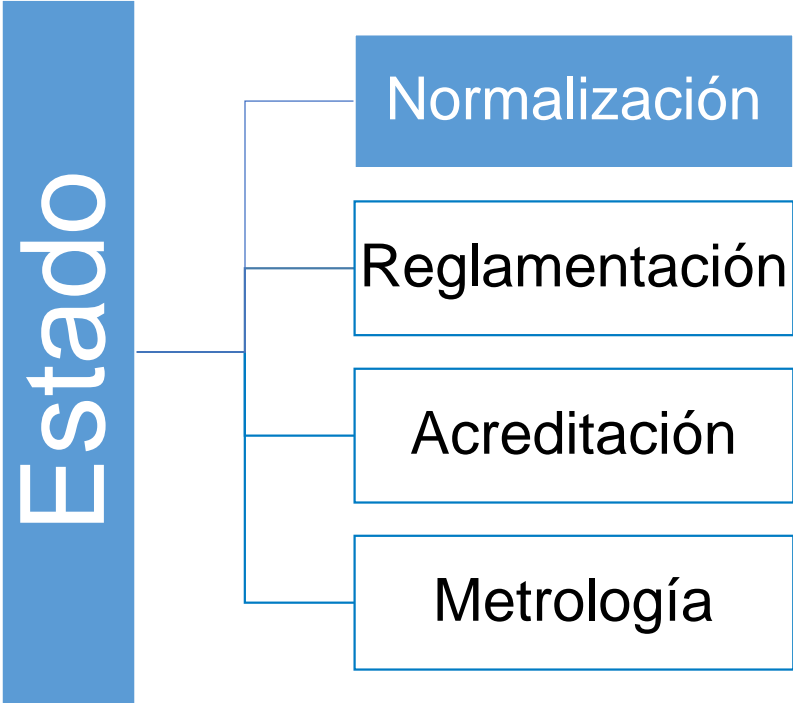 Estado
Normalización
Reglamentación
Acreditación
Metrología